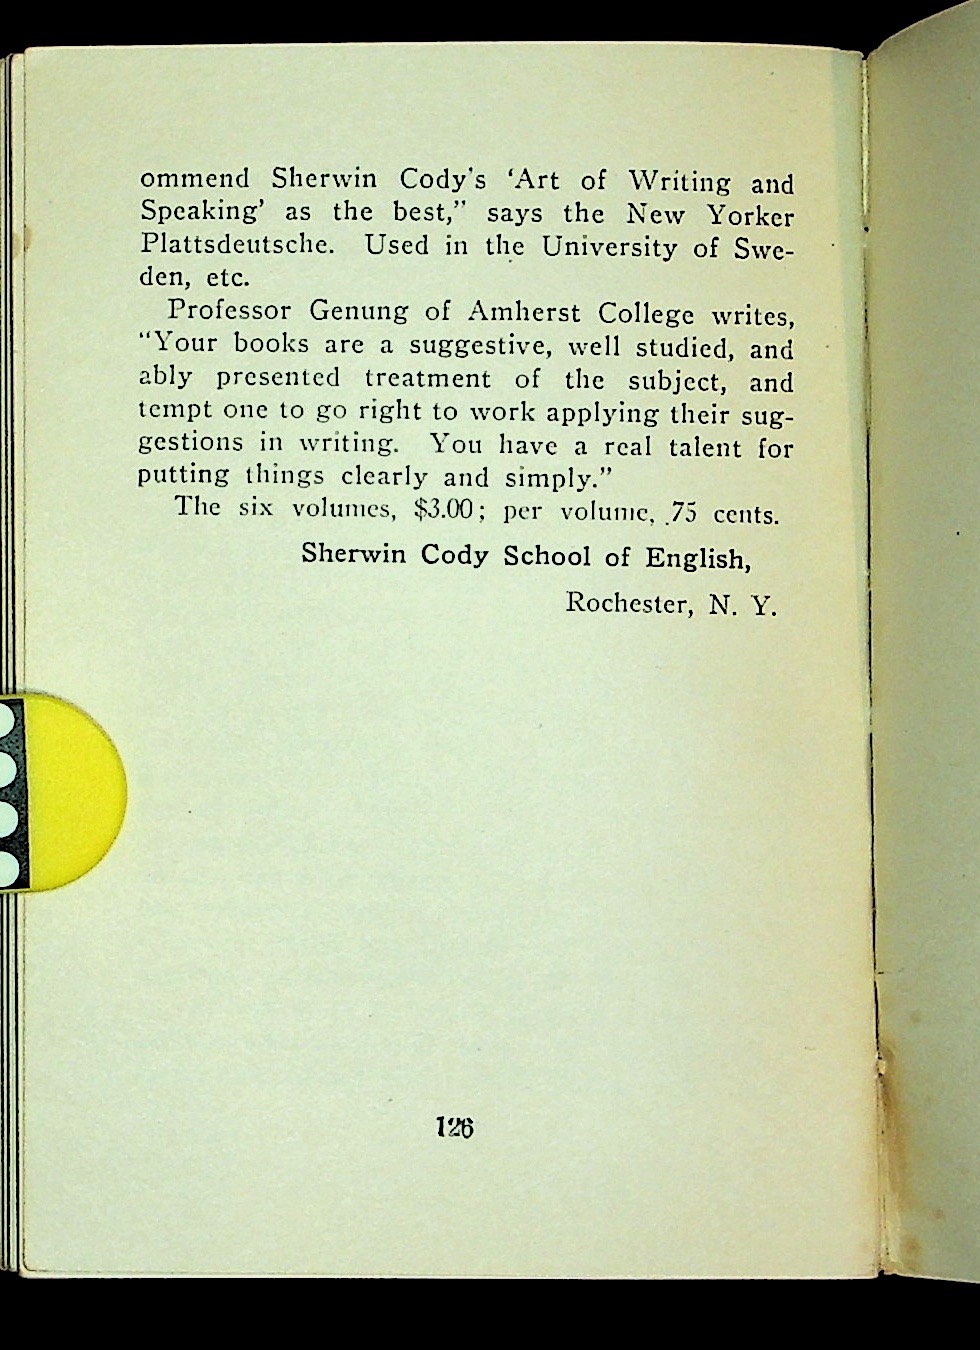 ommend Sherwin Cody's 'Art of Writing and
Speaking' as the best,” says the New Yorker
Plattsdeutsche. Used in the University of Swe-
den, etc.
Professor Genung of Amherst College writes,
“Your books are a suggestive, well studied, and
ably presented treatment of the subject, and
tempt one to go right to work applying their sug-
gestions in writing. You have a real talent for
putting things clearly and simply.”
The six volumes, $3.00; per volume, 75 cents.
Sherwin Cody School of English,
Rochester, N. Y.
126